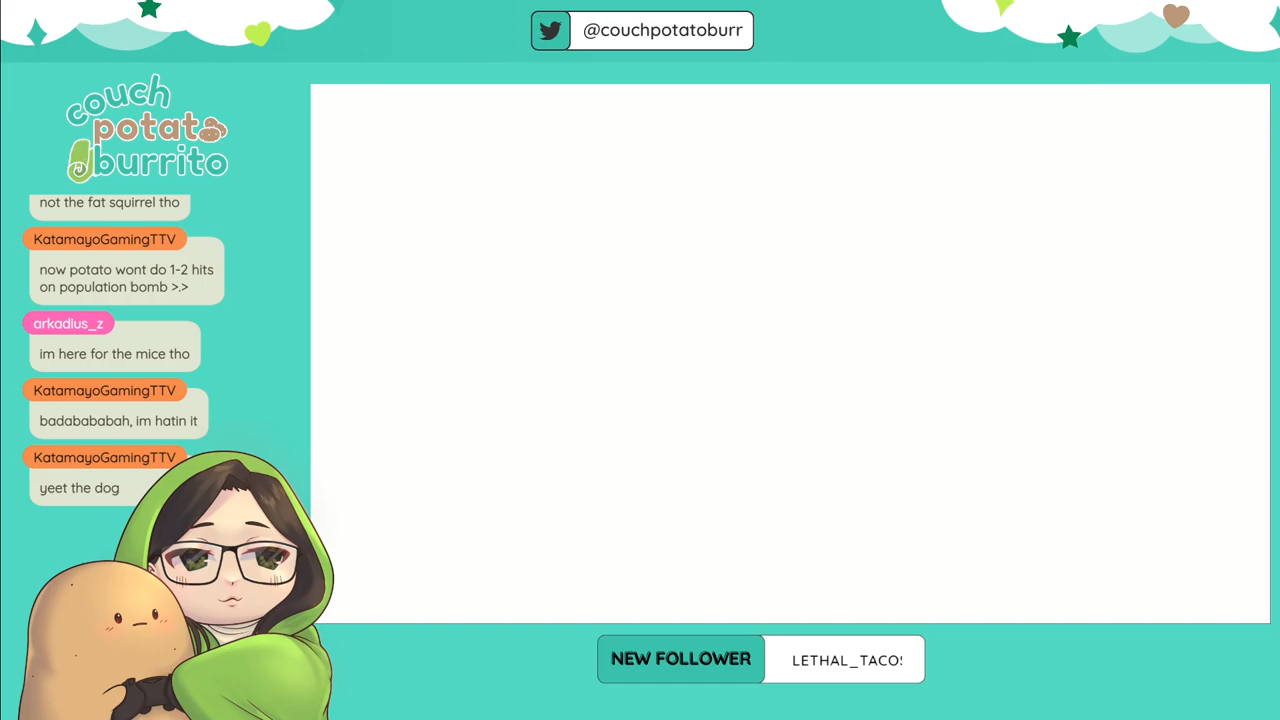 @couchpotatoburr
couch
potato
burrito
not the fat squirrel tho
KatamayoGamingTTV
now potato wont do 1-2 hits
on population bomb >.>
arkadius_z
im here for the mice tho
KatamayoGamingTTV
badabababah, im hatin it
KatamayoGamingTTV
yeet the dog
NEW FOLLOWER
LETHAL_TACOS